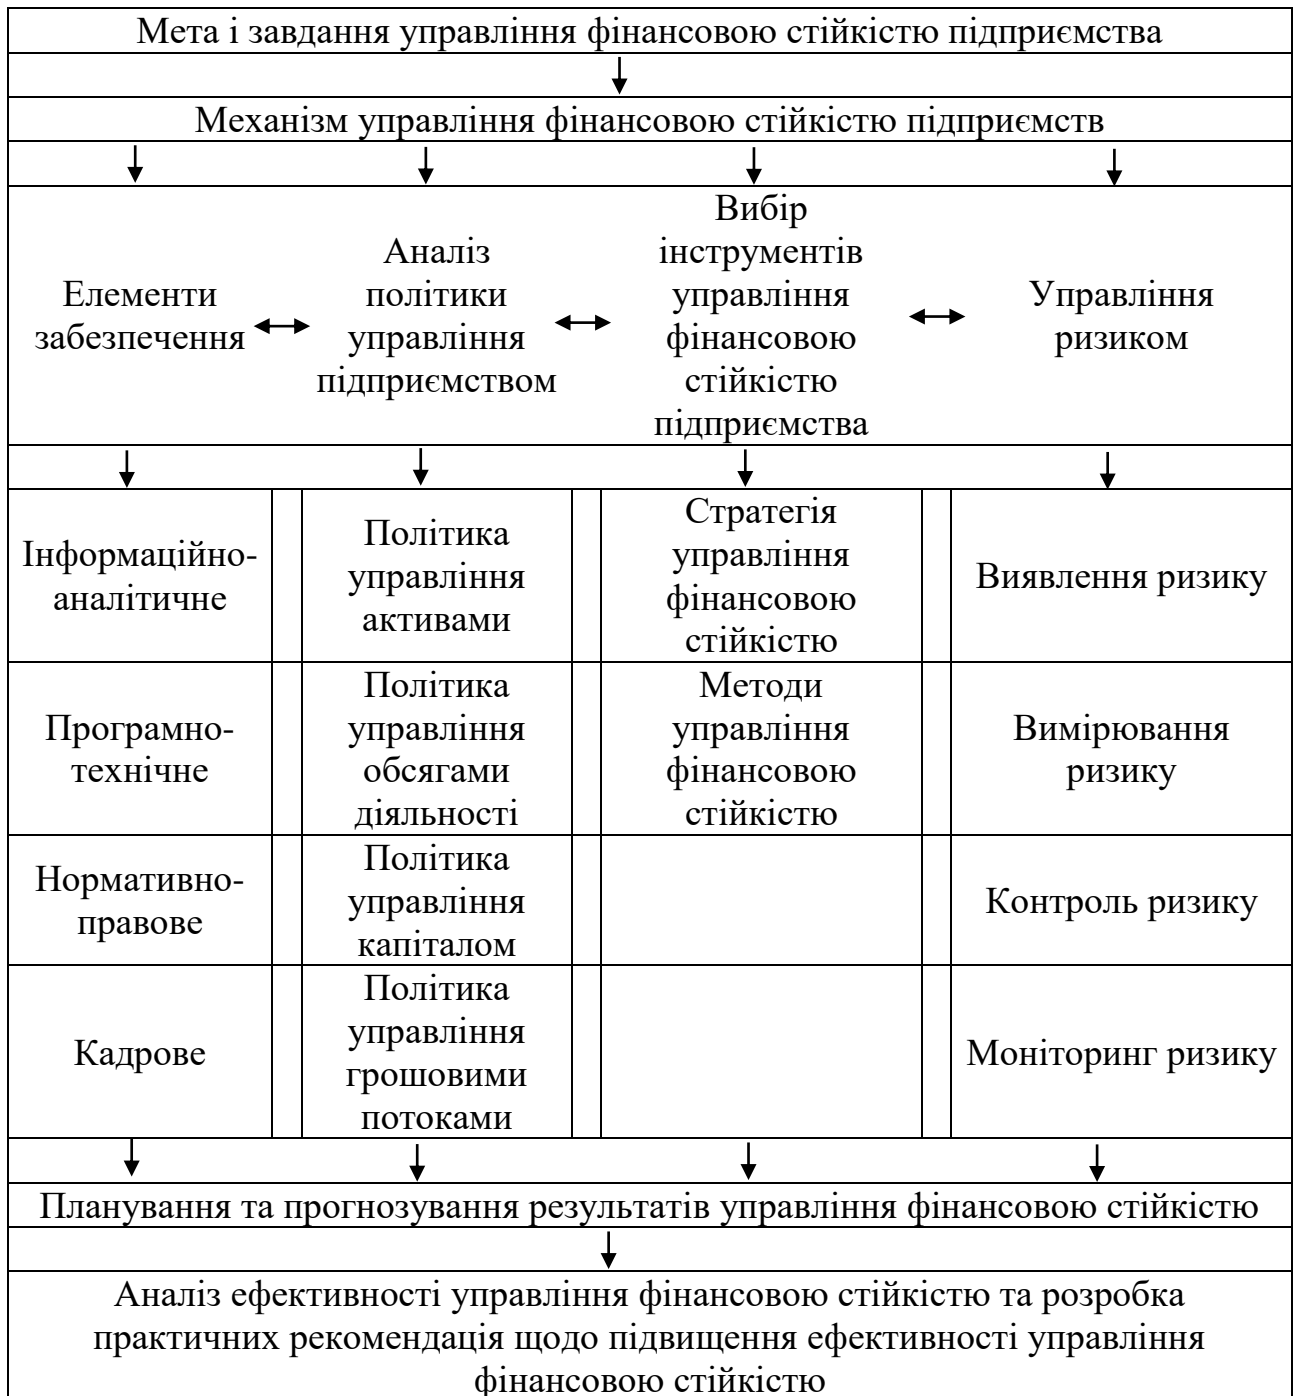 Мета і завдання управління фінансовою стійкістю підприємства
Механізм управління фінансовою стійкістю підприємств
Елементи
забезпечення
Аналіз
політики
управління
підприємством
Вибір
інструментів
управління
фінансовою
стійкістю
підприємства
Управління
ризиком
Інформаційно-
аналітичне
Політика
управління
активами
Стратегія
управління
фінансовою
стійкістю
Виявлення ризику
Програмно-
технічне
Політика
управління
обсягами
діяльності
Методи
управління
фінансовою
стійкістю
Вимірювання
ризику
Нормативно-
правове
Політика
управління
капіталом
Контроль ризику
Кадрове
Політика
управління
грошовими
потоками
Моніторинг ризику
Планування та прогнозування результатів управління фінансовою стійкістю
Аналіз ефективності управління фінансовою стійкістю та розробка
практичних рекомендація щодо підвищення ефективності управління
фінансовою стійкістю